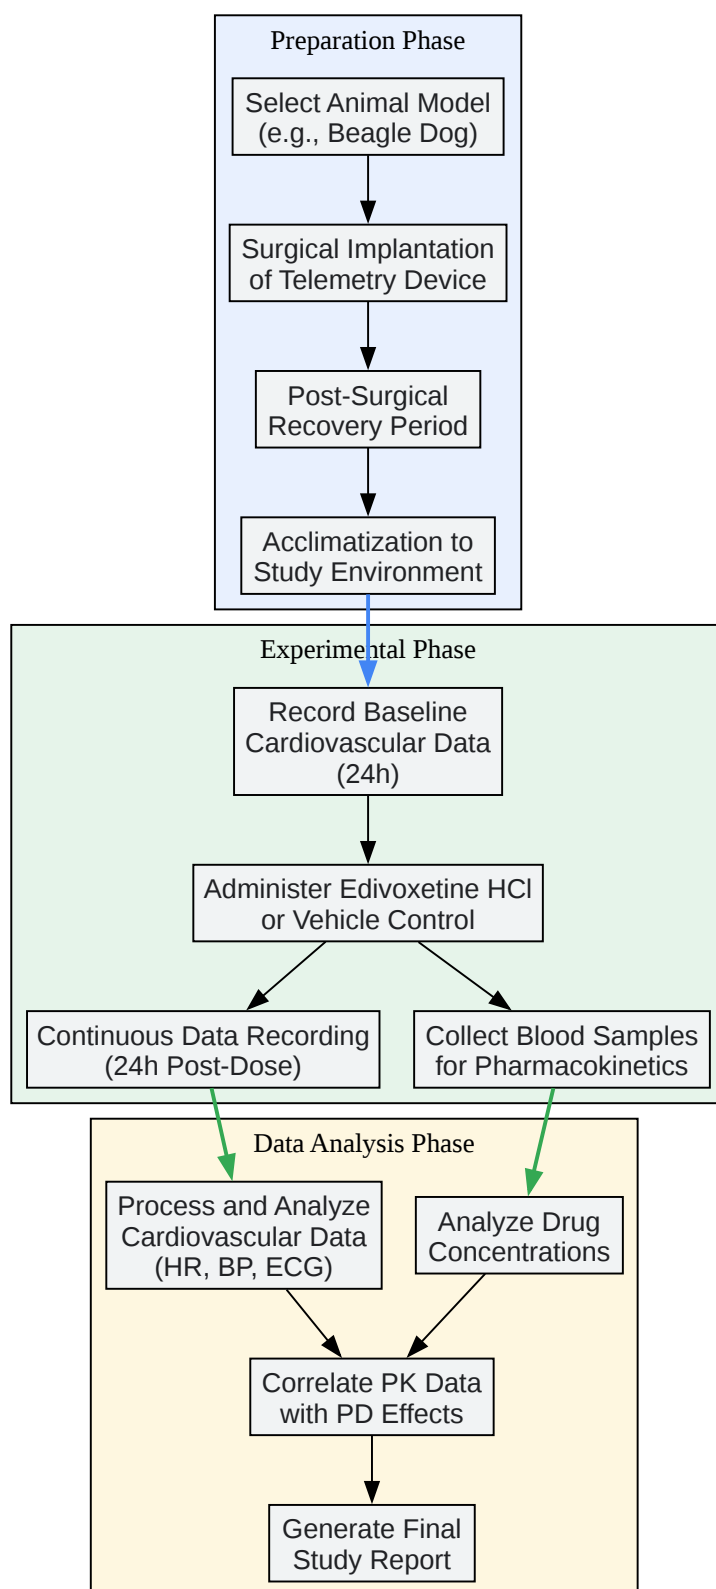 Preparation Phase
Select Animal Model
(e.g., Beagle Dog)
Surgical Implantation
of Telemetry Device
Post-Surgical
Recovery Period
Acclimatization to
Study Environment
Experimental Phase
Record Baseline
Cardiovascular Data
(24h)
Administer Edivoxetine HCl
or Vehicle Control
Continuous Data Recording
(24h Post-Dose)
Collect Blood Samples
for Pharmacokinetics
Data Analysis Phase
Process and Analyze
Cardiovascular Data
(HR, BP, ECG)
Analyze Drug
Concentrations
Correlate PK Data
with PD Effects
Generate Final
Study Report